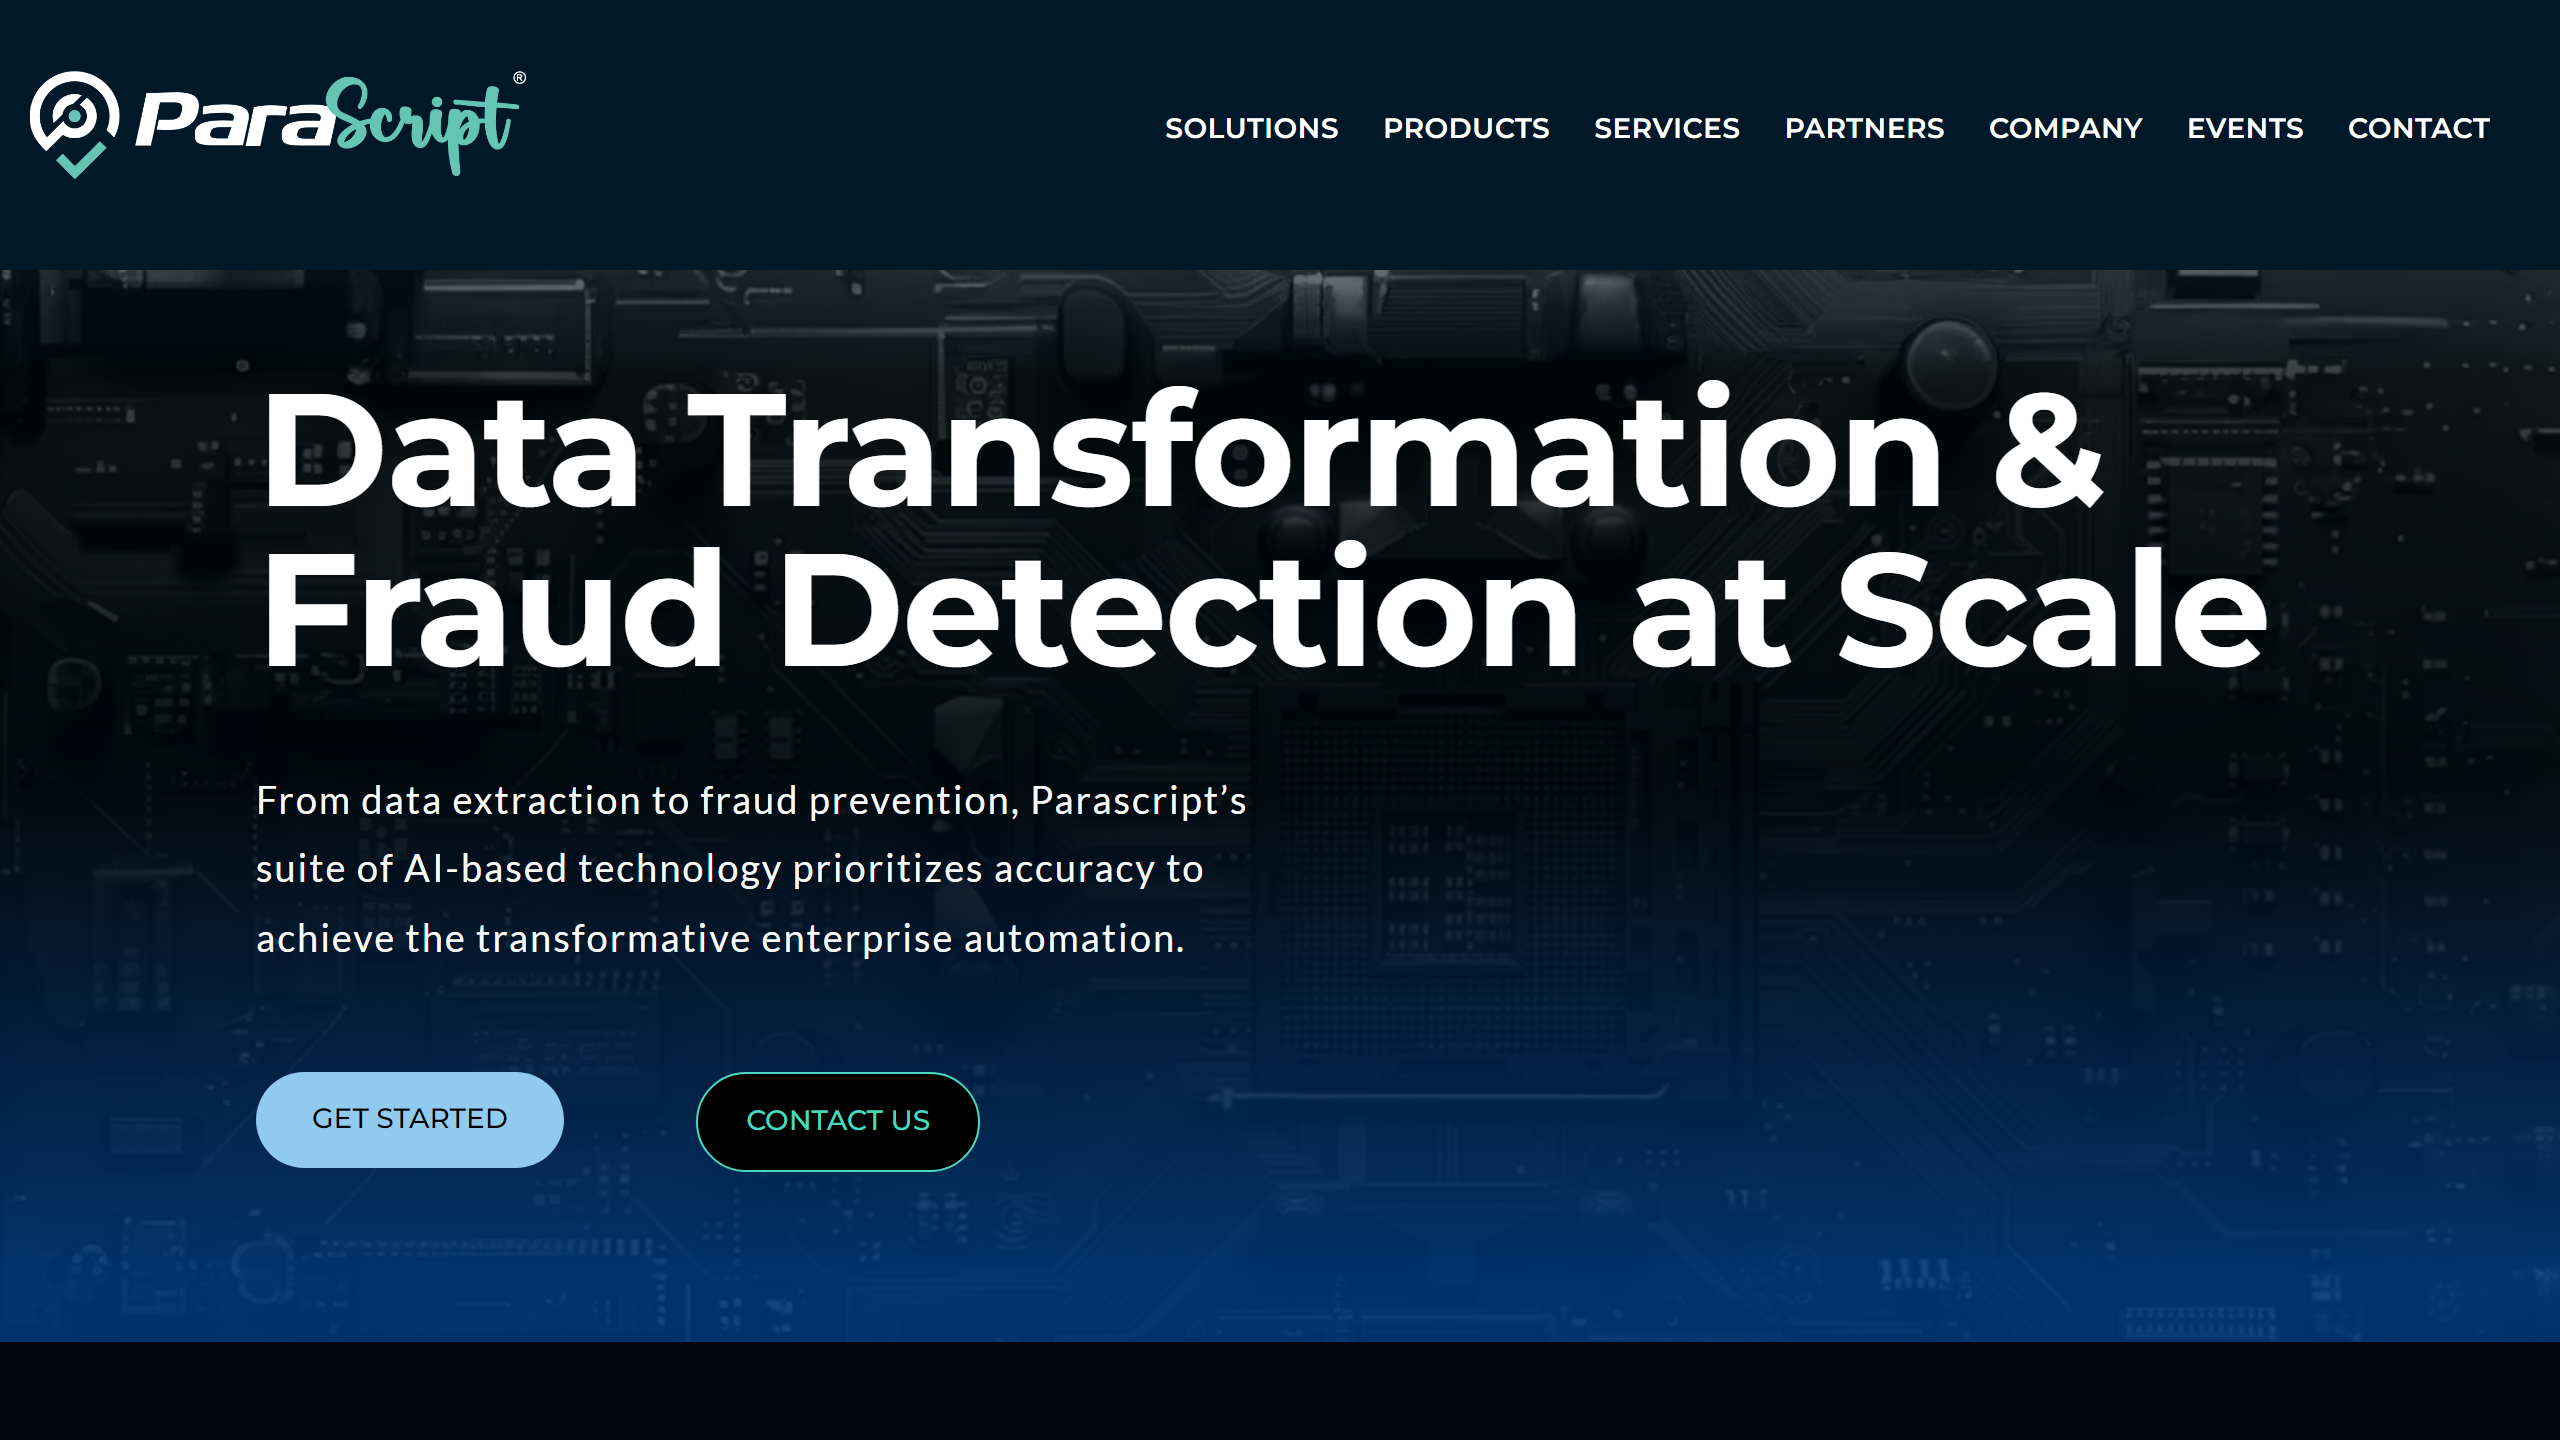 ParaScript®
SOLUTIONS PRODUCTS SERVICES PARTNERS COMPANY EVENTS CONTACT
Data Transformation &
Fraud Detection at Scale
From data extraction to fraud prevention, Parascript’s
suite of AI-based technology prioritizes accuracy to
achieve the transformative enterprise automation.
GET STARTED CONTACT US